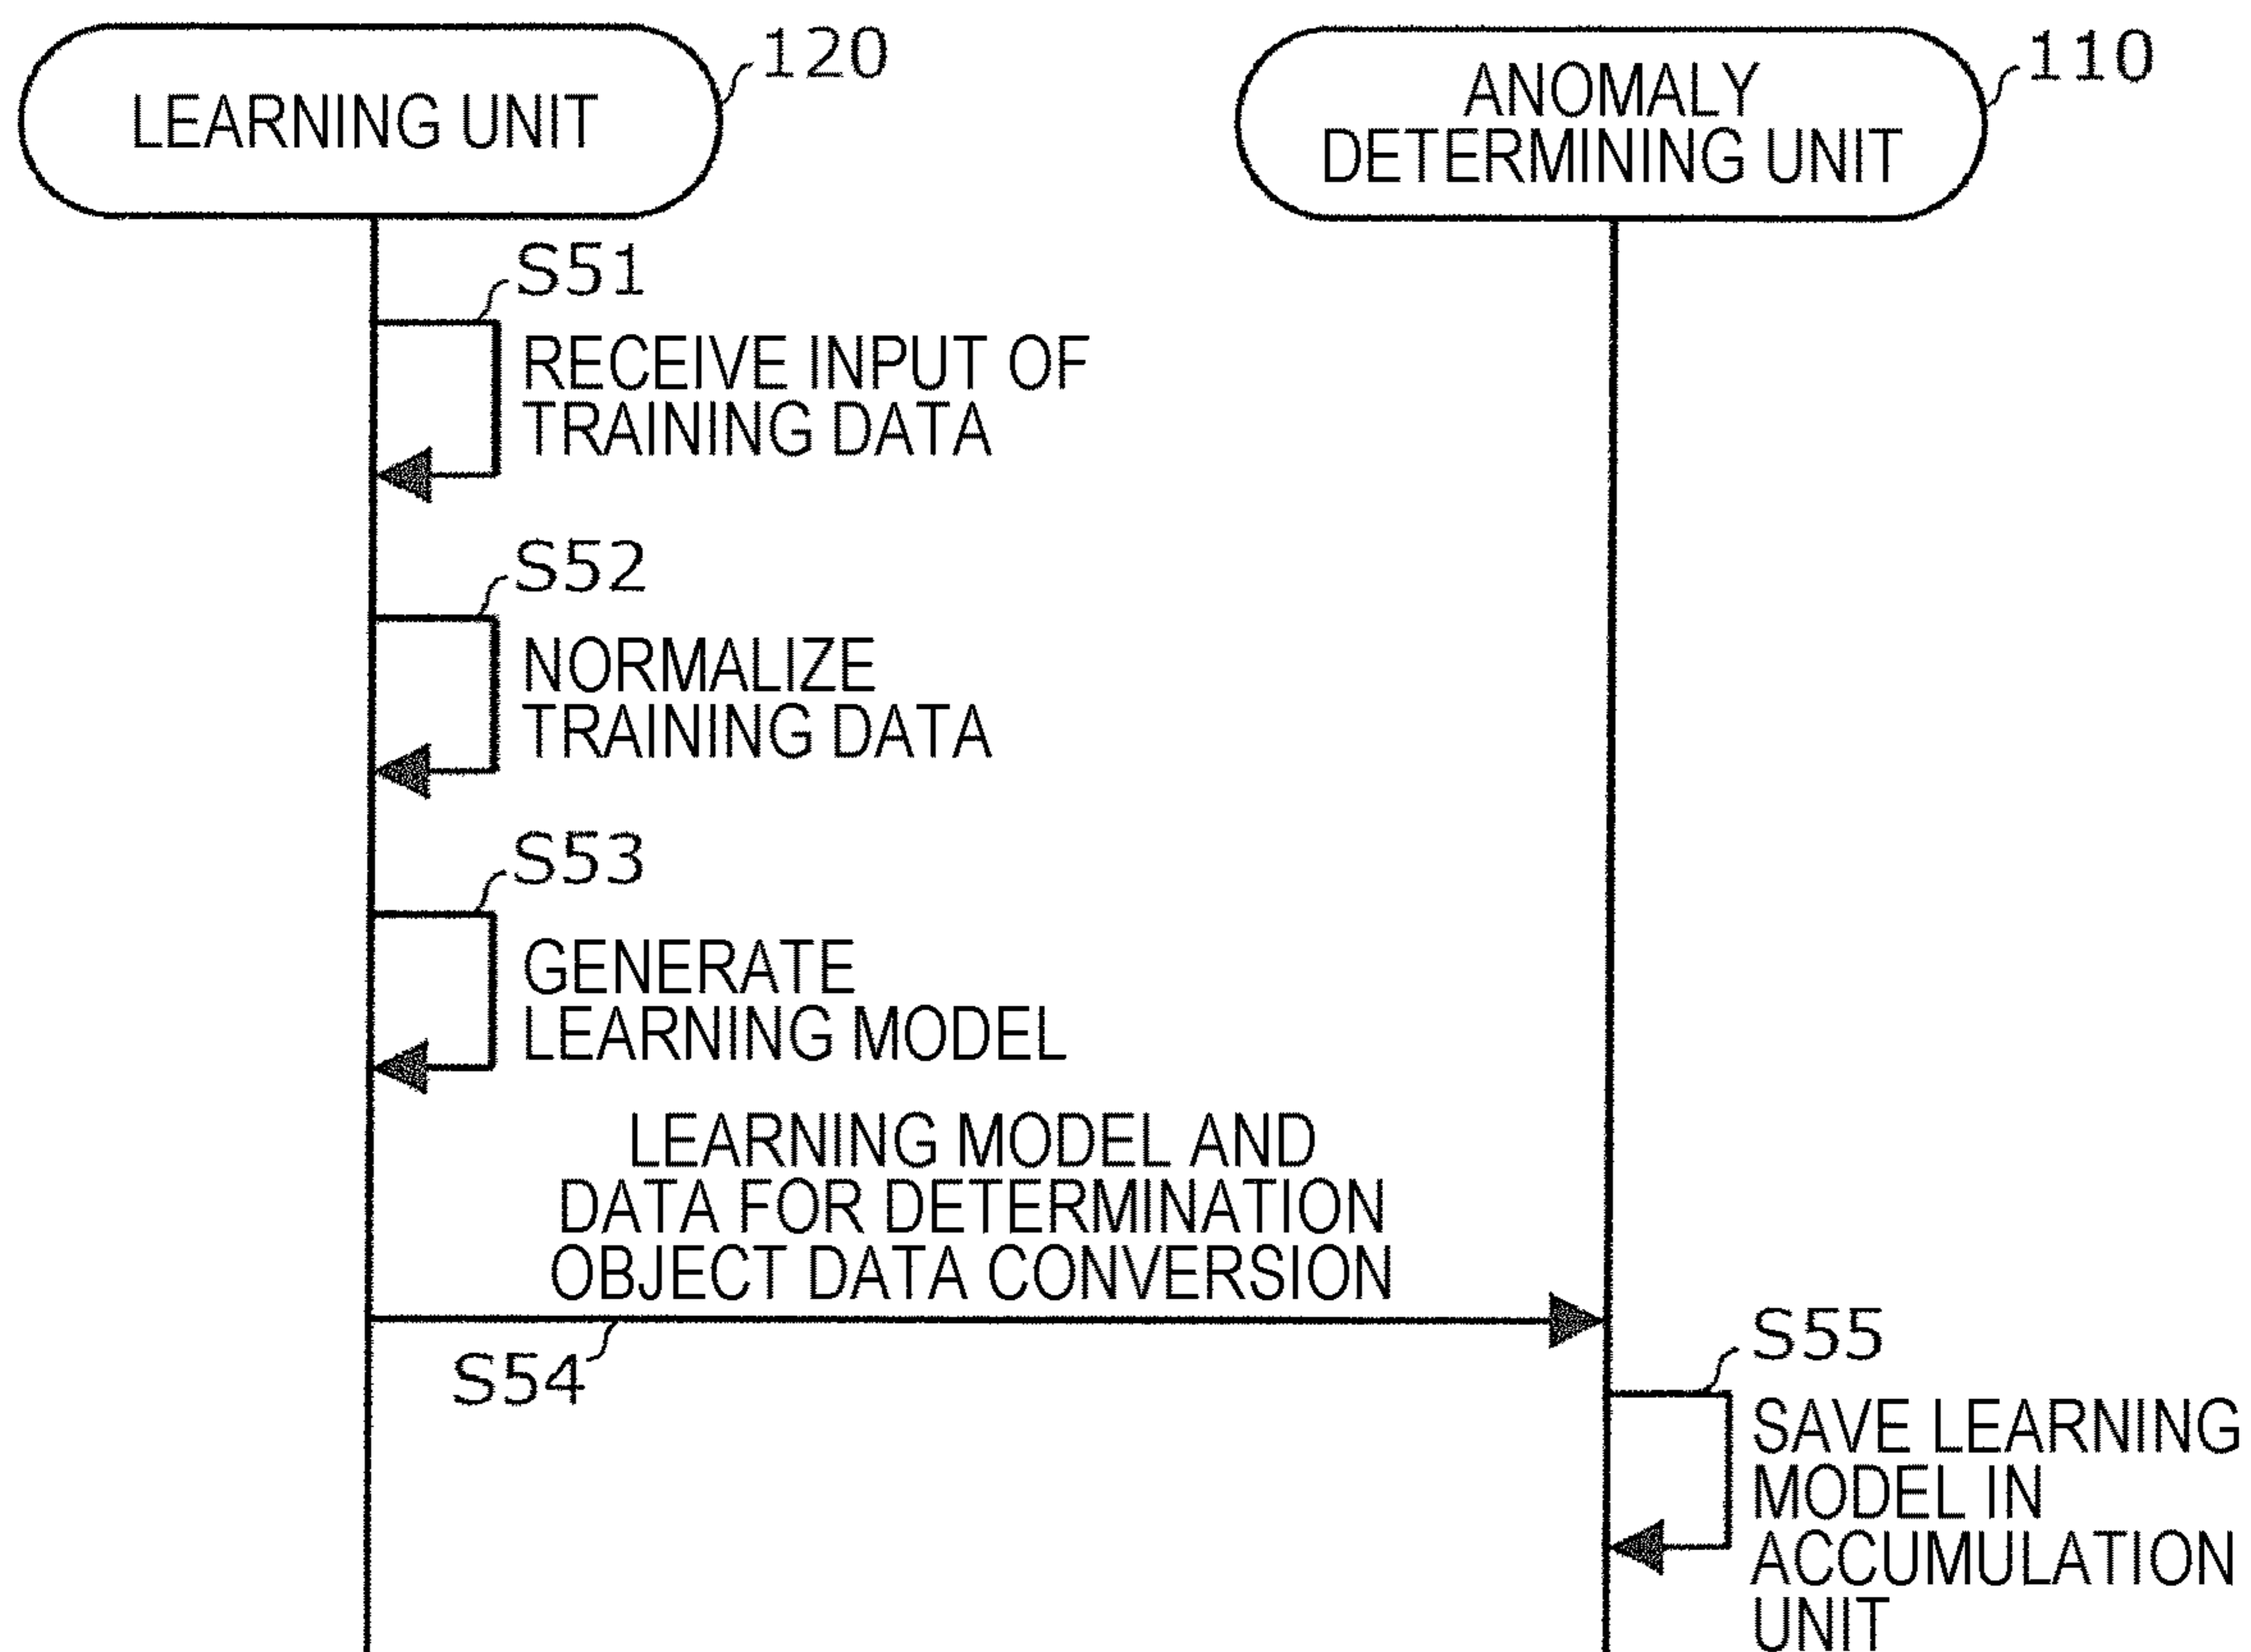 LEARNING UNIT
120
ANOMALY
DETERMINING UNIT
110
S51
RECEIVE INPUT OF
TRAINING DATA
S52
NORMALIZE
TRAINING DATA
S53
GENERATE
LEARNING MODEL
LEARNING MODEL AND
DATA FOR DETERMINATION
OBJECT DATA CONVERSION
S54
S55
SAVE LEARNING
MODEL IN
ACCUMULATION
UNIT